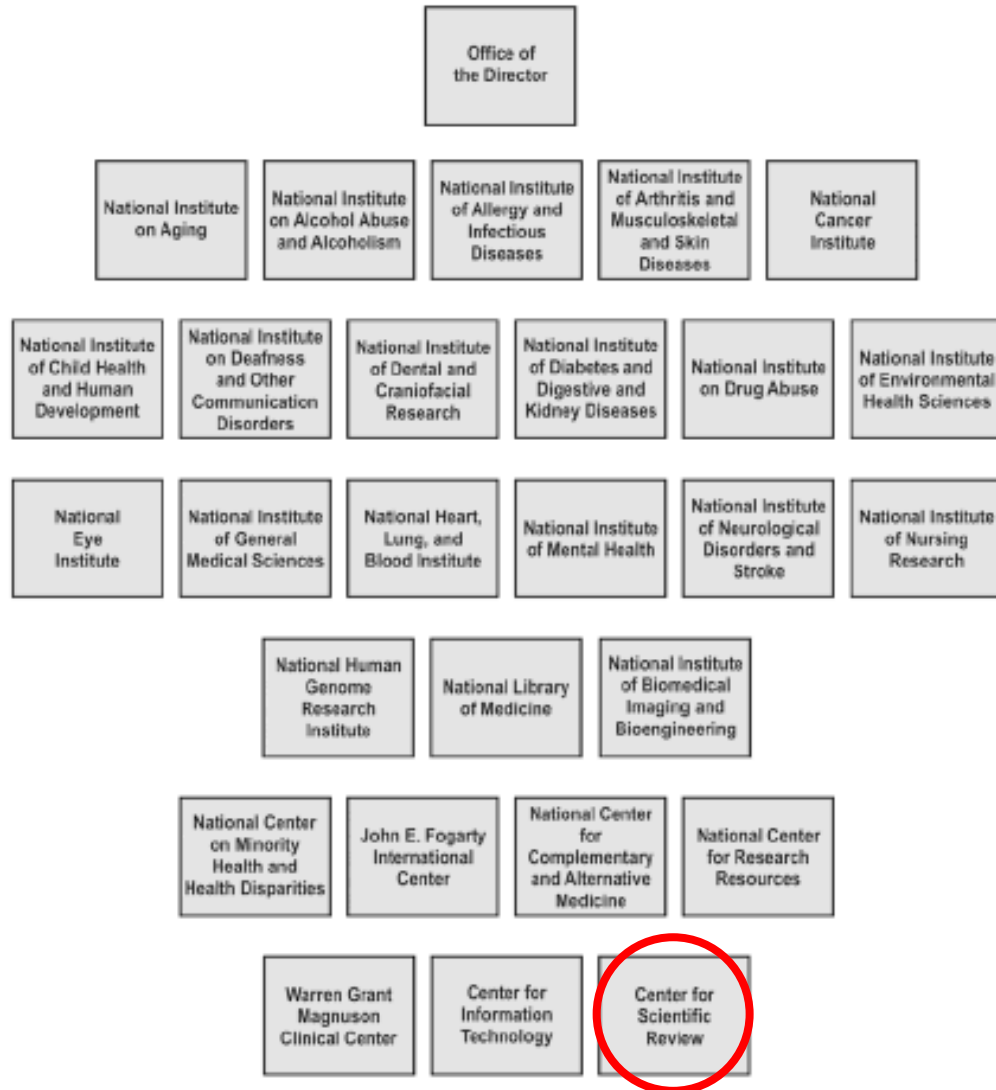 Office of
the Director
National Institute
on Aging
National Institute
on Alcohol Abuse
and Alcoholism
National Institute
of Allergy and
Infectious
Diseases
National Institute
of Arthritis and
Musculoskeletal
and Skin
Diseases
National
Cancer
Institute
National Institute
of Child Health
and Human
Development
National Institute
on Deafness
and Other
Communication
Disorders
National Institute
of Dental and
Craniofacial
Research
National Institute
of Diabetes and
Digestive and
Kidney Diseases
National Institute
on Drug Abuse
National Institute
of Environmental
Health Sciences
National
Eye
Institute
National Institute
of General
Medical Sciences
National Heart,
Lung, and
Blood Institute
National Institute
of Mental Health
National Institute
of Neurological
Disorders and
Stroke
National Institute
of Nursing
Research
National Human
Genome
Research
Institute
National Library
of Medicine
National Institute
of Biomedical
Imaging and
Bioengineering
National Center
on Minority
Health and
Health Disparities
John E. Fogarty
International
Center
National Center
for
Complementary
and Alternative
Medicine
National Center
for Research
Resources
Warren Grant
Magnuson
Clinical Center
Center for
Information
Technology
Center for
Scientific
Review